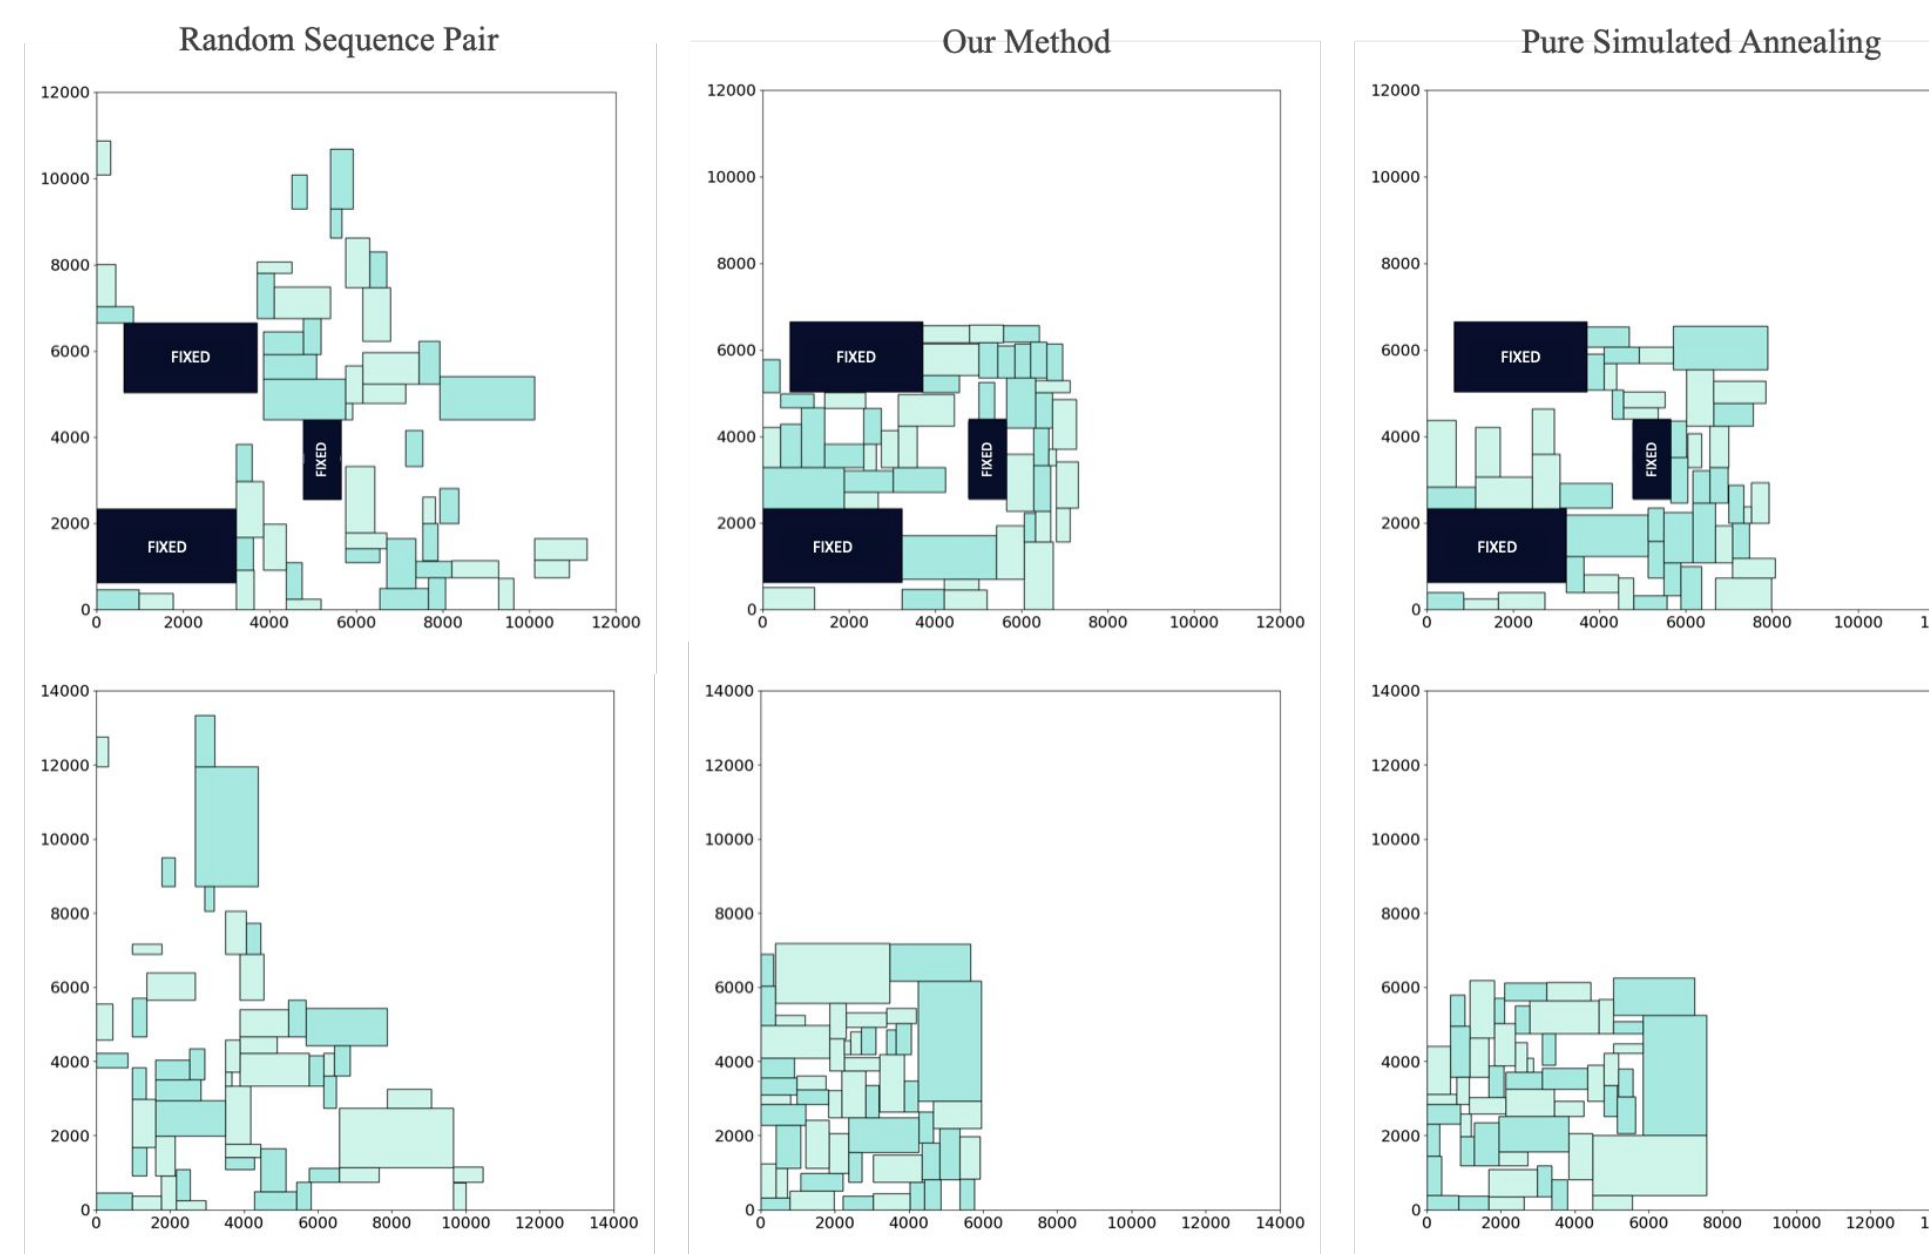 Random Sequence Pair
Our Method
Pure Simulated Annealing
12000
10000
8000
6000
4000
2000
0
0 2000 4000 6000 8000 10000 12000
FIXED
FIXED
FIXED
12000
10000
8000
6000
4000
2000
0
0 2000 4000 6000 8000 10000 12000
FIXED
FIXED
FIXED
12000
10000
8000
6000
4000
2000
0
0 2000 4000 6000 8000 10000 1
FIXED
FIXED
FIXED
14000
12000
10000
8000
6000
4000
2000
0
0 2000 4000 6000 8000 10000 12000 14000
14000
12000
10000
8000
6000
4000
2000
0
0 2000 4000 6000 8000 10000 12000 14000
14000
12000
10000
8000
6000
4000
2000
0
0 2000 4000 6000 8000 10000 12000 1